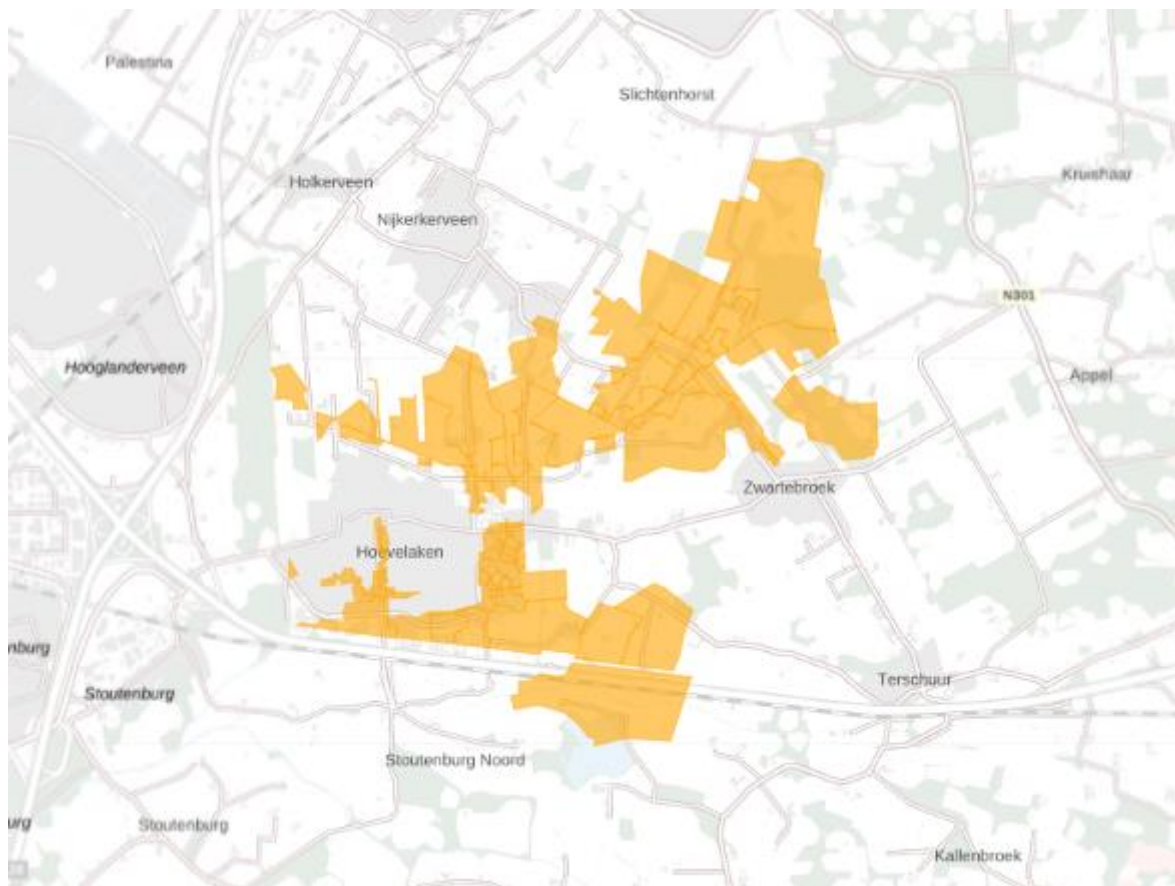 Palestina
Slichtenhorst
Kruishaar
Holkerveen
Nijkerkerveen
N301
Hooglanderveen
Appel
Zwartebroek
Hoevelaken
nburg
Terschuur
Stoutenburg
Stoutenburg Noord
urg
Stoutenburg
Kallenbroek